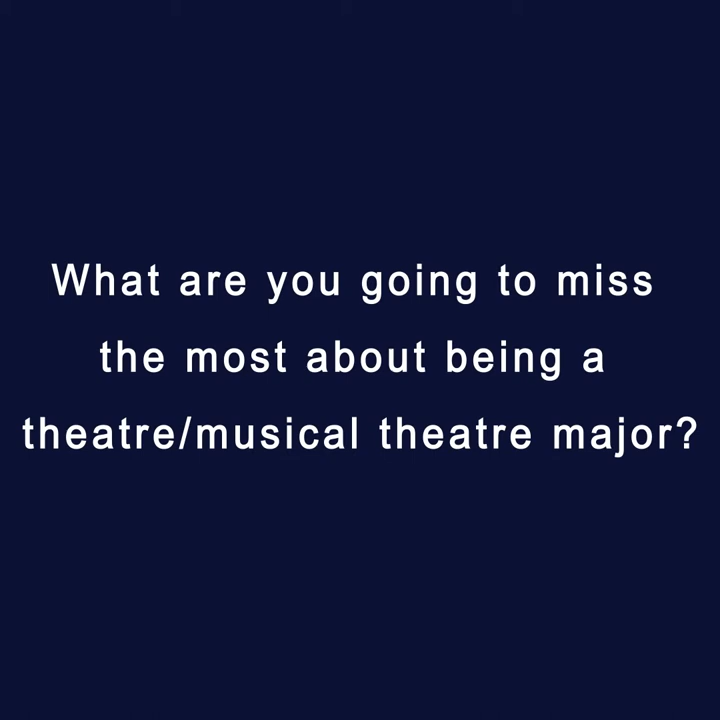 What are you going to miss
the most about being a
theatre/musical theatre major?